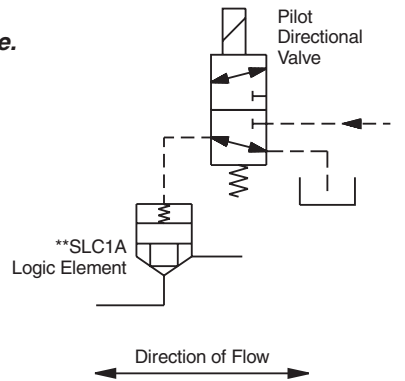 e.
Pilot
Directional
Valve
**SLC1A
Logic Element
Direction of Flow